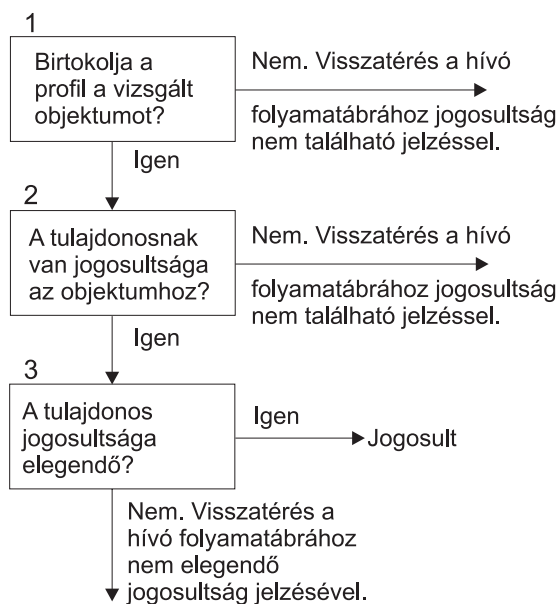 1
Birtokolja a
profil a vizsgált
objektumot?
Nem. Visszatérés a hívó
folyamatábrához jogosultság
nem található jelzéssel.
Igen
2
A tulajdonosnak
van jogosultsága
az objektumhoz?
Nem. Visszatérés a hívó
folyamatábrához jogosultság
nem található jelzéssel.
Igen
3
A tulajdonos
jogosultsága
elegendő?
Igen
Jogosult
Nem. Visszatérés a
hívó folyamatábrához
nem elegendő
jogosultság jelzésével.